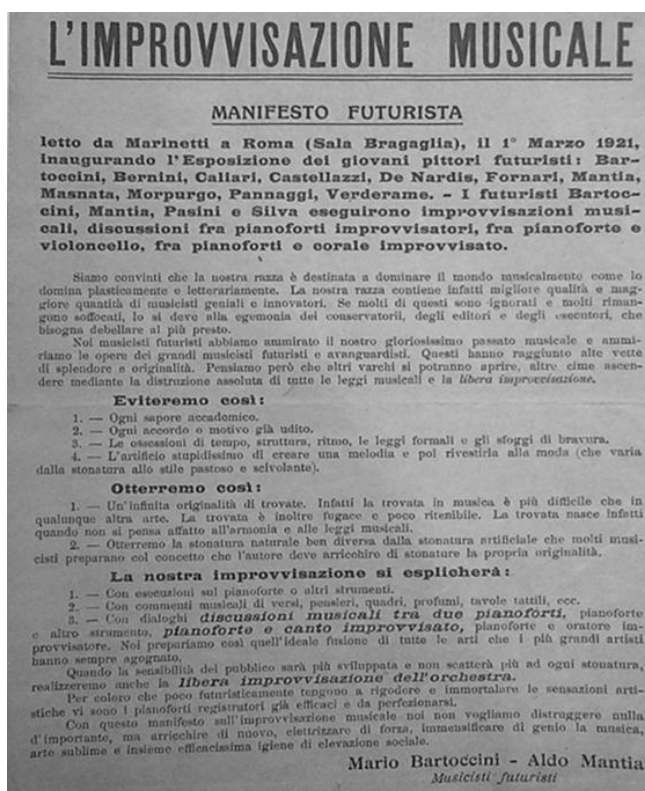 L'IMPROVVISAZIONE MUSICALE
MANIFESTO FUTURISTA
letto da Marinetti a Roma (Sala Bragaglia), il 1° Marzo 1921,
inaugurando l'Esposizione dei giovani pittori futuristi: Bar-
toccini, Bernini, Caliari, Castellazzi, De Nardis, Fornari, Mantia,
Masnata, Morpurgo, Pannaggi, Verderame. - I futuristi Bartoc-
cini, Mantia, Pasini e Silva eseguirono improvvisazioni musi-
cali, discussioni fra pianoforti improvvisatori, fra pianoforte e
violoncello, fra pianoforti e corale improvvisato.
Siamo convinti che la nostra razza è destinata a dominare il mondo musicalmente come lo
domina plasticamente e letterariamente. La nostra razza contiene infatti migliore qualità e mag-
giore quantità di musicisti geniali e innovatori. Se molti di questi sono ignorati e molti riman-
gono soffocati, lo si deve alla egemonia dei conservatorii, degli editori e degli esecutori, che
bisogna debellare al più presto.
Noi musicisti futuristi abbiamo ammirato il nostro gloriosissimo passato musicale e ammi-
riamo le opere dei grandi musicisti futuristi e avanguardisti. Questi hanno raggiunto alte vette
di splendore e originalità. Pensiamo però che altri varchi si potranno aprire, altre cime ascen-
dere mediante la distruzione assoluta di tutte le leggi musicali e la libera improvvisazione.
Eviteremo così:
1. — Ogni sapore accademico.
2. — Ogni accordo o motivo già udito.
3. — Le ossessioni di tempo, struttura, ritmo, le leggi formali e gli sfoggi di bravura.
4. — L'artificio stupidissimo di creare una melodia e poi rivestirla alla moda (che varia
dalla stonatura allo stile pastoso e scivolante).
Otterremo così:
1. — Un'infinita originalità di trovate. Infatti la trovata in musica è più difficile che in
qualunque altra arte. La trovata è inoltre fugace e poco ritenibile. La trovata nasce infatti
quando non si pensa affatto all'armonia e alle leggi musicali.
2. — Otterremo la stonatura naturale ben diversa dalla stonatura artificiale che molti musi-
cisti preparano col concetto che l'autore deve arricchire di stonature la propria originalità.
La nostra improvvisazione si esplicherà:
1. — Con esecuzioni sul pianoforte o altri strumenti.
2. — Con commenti musicali di versi, pensieri, quadri, profumi, tavole tattili, ecc.
3. — Con dialoghi discussioni musicali tra due pianoforti, pianoforte
e altro strumento, pianoforte e canto improvvisato, pianoforte e oratore im-
provvisatore. Noi prepariamo così quell'ideale fusione di tutte le arti che i più grandi artisti
hanno sempre agognato.
Quando la sensibilità del pubblico sarà più sviluppata e non scatterà più ad ogni stonatura,
realizzeremo anche la libera improvvisazione dell'orchestra.
Per coloro che poco futuristicamente tengono a rigodere e immortalare le sensazioni arti-
stiche vi sono i pianoforti registratori già efficaci e da perfezionarsi.
Con questo manifesto sull'improvvisazione musicale noi non vogliamo distruggere nulla
d'importante, ma arricchire di nuovo, elettrizzare di forza, immensificare di genio la musica,
arte sublime e insieme efficacissima igiene di elevazione sociale.
Mario Bartoccini - Aldo Mantia
Musicisti futuristi